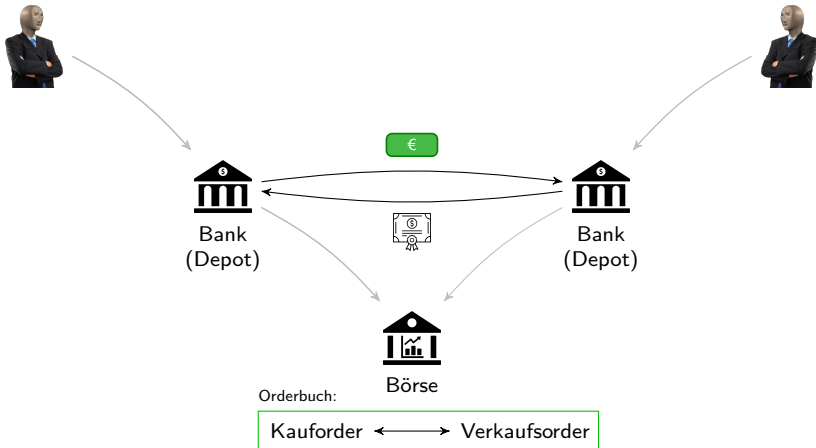 €
Bank
(Depot)
Bank
(Depot)
$
Börse
Orderbuch:
Kauforder Verkaufsorder